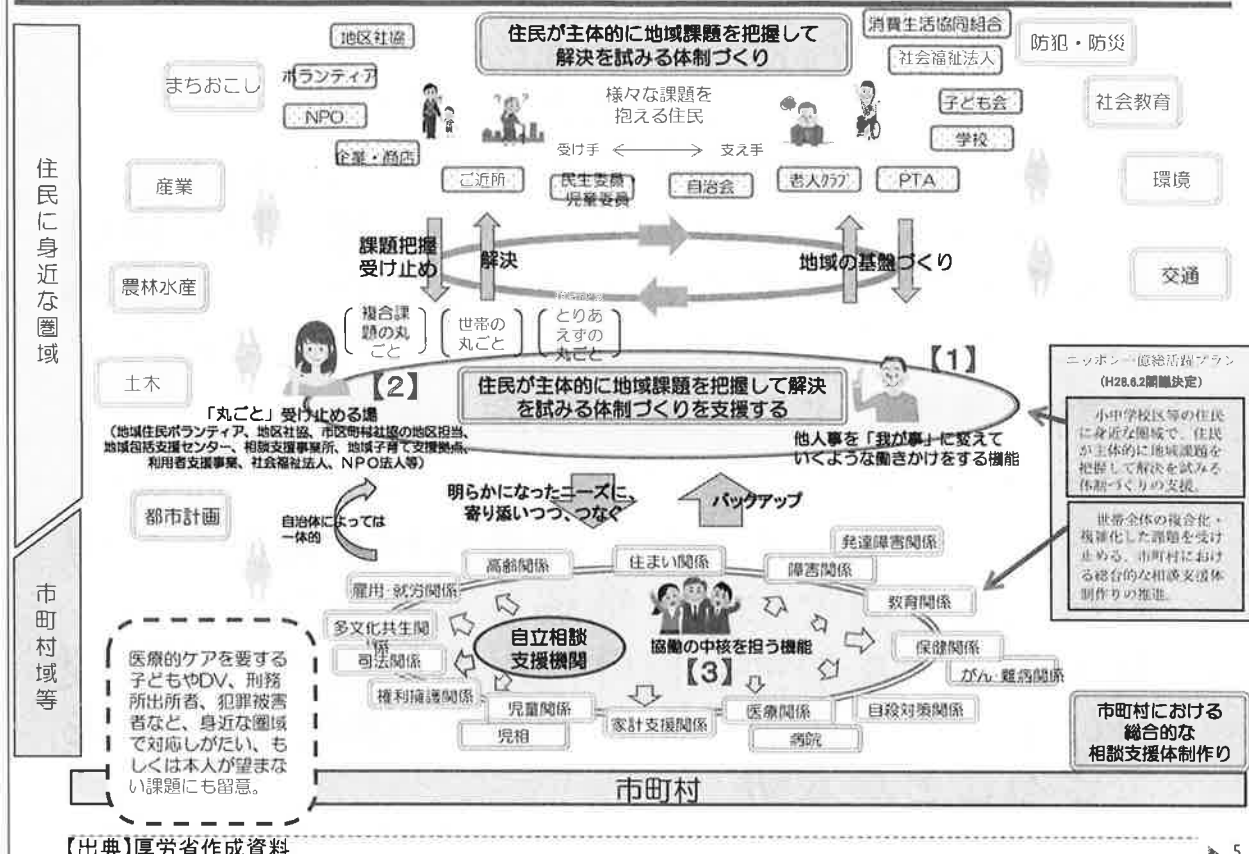 住民に身近な圏域
市町村域等
住民が主体的に地域課題を把握して
解決を試みる体制づくり
地区社協
ボランティア
NPO
企業・商店
まちおこし
産業
農林水産
土木
都市計画
消費生活協同組合
社会福祉法人
子ども会
学校
防犯・防災
社会教育
環境
交通
様々な課題を
抱える住民
受け手
支え手
ご近所
民生委員・
児童委員
自治会
老人クラブ
PTA
課題把握
受け止め
解決
地域の基盤づくり
複合課
題の丸
ごと
世帯の
丸ごと
とりあ
えずの
丸ごと
【1】
【2】
住民が主体的に地域課題を把握して解決
を試みる体制づくりを支援する
「丸ごと」受け止める場
(地域住民ボランティア、地区社協、市区町村社協の地区担当、
地域包括支援センター、相談支援事業所、地域子育て支援拠点、
利用者支援事業、社会福祉法人、NPO法人等)
他人事を「我が事」に変えて
いくような働きかけをする機能
ニッポン一億総活躍プラン
(H28.6.2閣議決定)
小中学校区等の住民
に身近な圏域で、住民
が主体的に地域課題を
把握して解決を試みる
体制づくりの支援。
世帯全体の複合化・
複雑化した課題を受け
止める、市町村におけ
る総合的な相談支援体
制作りの推進。
自治体によっては
一体的
明らかになったニーズに、
寄り添いつつ、つなぐ
バックアップ
高齢関係
住まい関係
障害関係
発達障害関係
雇用・就労関係
教育関係
多文化共生関
係
司法関係
保健関係
がん・難病関係
権利擁護関係
児童関係
児相
家計支援関係
医療関係
病院
自殺対策関係
自立相談
支援機関
協働の中核を担う機能
【3】
医療的ケアを要する
子どもやDV、刑務
所出所者、犯罪被害
者など、身近な圏域
で対応しがたい、も
しくは本人が望まな
い課題にも留意。
市町村における
総合的な
相談支援体制作り
市町村
【出典】厚労省作成資料
5